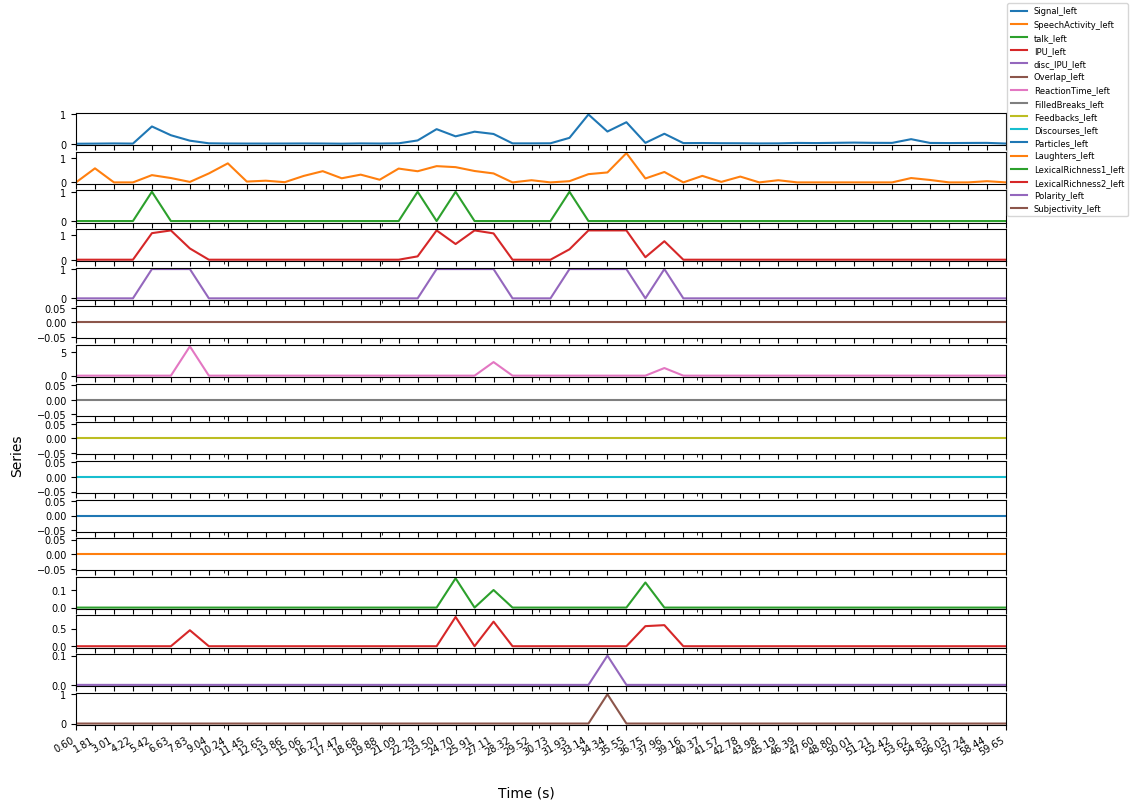 Signal_left
SpeechActivity_left
talk_left
IPU_left
disc_IPU_left
Overlap_left
ReactionTime_left
FilledBreaks_left
Feedbacks_left
Discourses_left
Particles_left
Laughters_left
LexicalRichness1_left
LexicalRichness2_left
Polarity_left
Subjectivity_left
1
0
1
0
1
0
1
0
1
0
0.05
0.00
−0.05
5
0
0.05
0.00
−0.05
0.05
0.00
−0.05
0.05
0.00
−0.05
0.05
0.00
−0.05
0.05
0.00
−0.05
0.1
0.0
0.5
0.0
0.1
0.0
1
0
Series
0.60 1.81 3.01 4.22 5.42 6.63 7.83 9.04 10.24 11.45 12.65 13.86 15.06 16.27 17.47 18.68 19.88 21.09 22.29 23.50 24.70 25.91 27.11 28.32 29.52 30.73 31.93 33.14 34.34 35.55 36.75 37.96 39.16 40.37 41.57 42.78 43.98 45.19 46.39 47.60 48.80 50.01 51.21 52.42 53.62 54.83 56.03 57.24 58.44 59.65
Time (s)